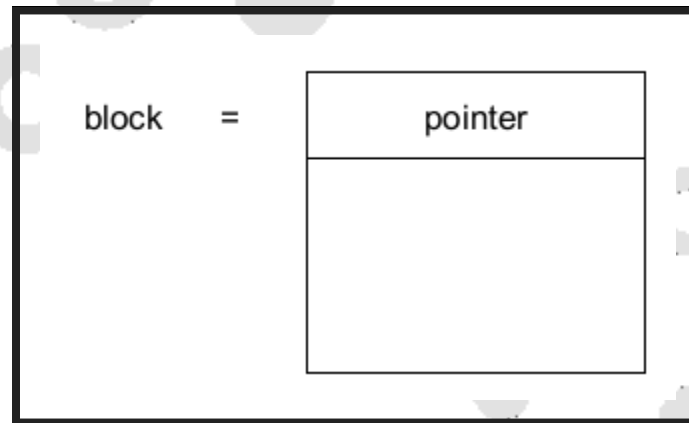 block = pointer